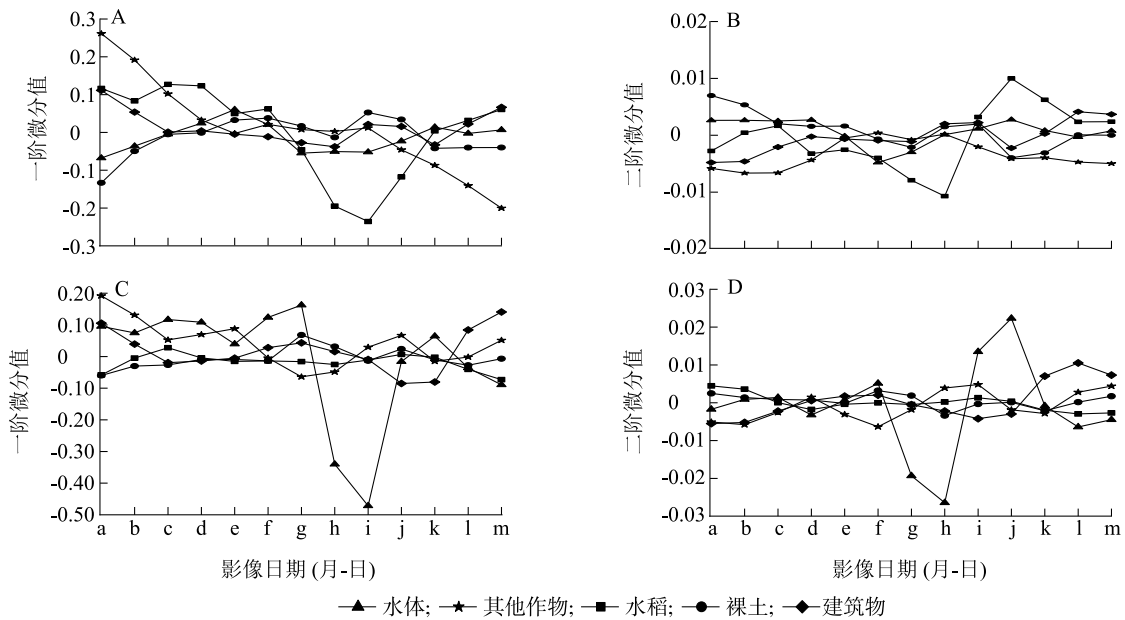 A
0.3
0.2
0.1
0
-0.1
-0.2
-0.3
一阶微分值
B
0.02
0.01
0
-0.01
-0.02
二阶微分值
C
0.20
0.10
0
-0.10
-0.20
-0.30
-0.40
-0.50
一阶微分值
a b c d e f g h i j k l m
影像日期 (月-日)
D
0.03
0.02
0.01
0
-0.01
-0.02
-0.03
二阶微分值
a b c d e f g h i j k l m
影像日期 (月-日)
水体; 其他作物; 水稻; 裸土; 建筑物